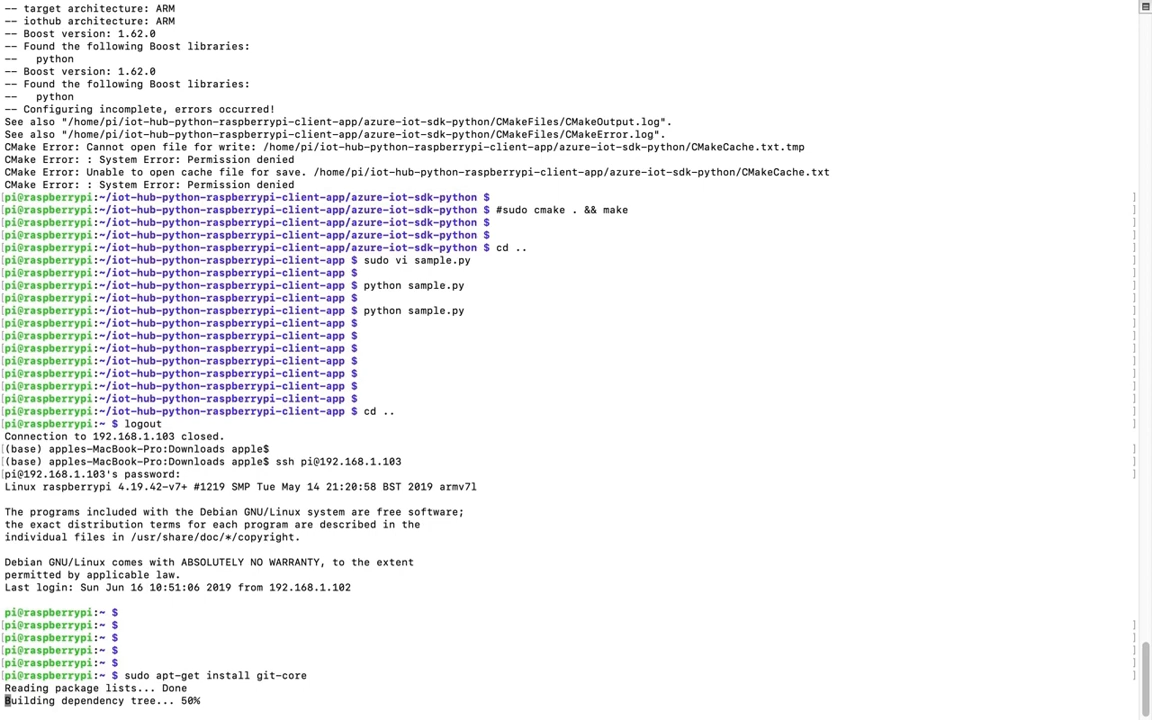 -- target architecture: ARM
-- iothub architecture: ARM
-- Boost version: 1.62.0
-- Found the following Boost libraries:
--   python
-- Boost version: 1.62.0
-- Found the following Boost libraries:
--   python
-- Configuring incomplete, errors occurred!
See also "/home/pi/iot-hub-python-raspberrypi-client-app/azure-iot-sdk-python/CMakeFiles/CMakeOutput.log".
See also "/home/pi/iot-hub-python-raspberrypi-client-app/azure-iot-sdk-python/CMakeFiles/CMakeError.log".
CMake Error: Cannot open file for write: /home/pi/iot-hub-python-raspberrypi-client-app/azure-iot-sdk-python/CMakeCache.txt.tmp
CMake Error: : System Error: Permission denied
CMake Error: Unable to open cache file for save. /home/pi/iot-hub-python-raspberrypi-client-app/azure-iot-sdk-python/CMakeCache.txt
CMake Error: : System Error: Permission denied
[pi@raspberrypi:~/iot-hub-python-raspberrypi-client-app/azure-iot-sdk-python $ ]
[pi@raspberrypi:~/iot-hub-python-raspberrypi-client-app/azure-iot-sdk-python $ #sudo cmake . && make ]
[pi@raspberrypi:~/iot-hub-python-raspberrypi-client-app/azure-iot-sdk-python $ ]
[pi@raspberrypi:~/iot-hub-python-raspberrypi-client-app/azure-iot-sdk-python $ ]
[pi@raspberrypi:~/iot-hub-python-raspberrypi-client-app/azure-iot-sdk-python $ cd .. ]
[pi@raspberrypi:~/iot-hub-python-raspberrypi-client-app $ sudo vi sample.py ]
[pi@raspberrypi:~/iot-hub-python-raspberrypi-client-app $ ]
[pi@raspberrypi:~/iot-hub-python-raspberrypi-client-app $ python sample.py ]
[pi@raspberrypi:~/iot-hub-python-raspberrypi-client-app $ ]
[pi@raspberrypi:~/iot-hub-python-raspberrypi-client-app $ python sample.py ]
[pi@raspberrypi:~/iot-hub-python-raspberrypi-client-app $ ]
[pi@raspberrypi:~/iot-hub-python-raspberrypi-client-app $ ]
[pi@raspberrypi:~/iot-hub-python-raspberrypi-client-app $ ]
[pi@raspberrypi:~/iot-hub-python-raspberrypi-client-app $ ]
[pi@raspberrypi:~/iot-hub-python-raspberrypi-client-app $ ]
[pi@raspberrypi:~/iot-hub-python-raspberrypi-client-app $ ]
[pi@raspberrypi:~/iot-hub-python-raspberrypi-client-app $ ]
[pi@raspberrypi:~/iot-hub-python-raspberrypi-client-app $ cd .. ]
[pi@raspberrypi:~ $ logout ]
Connection to 192.168.1.103 closed.
[(base) apples-MacBook-Pro:Downloads apple$ ]
[(base) apples-MacBook-Pro:Downloads apple$ ssh pi@192.168.1.103 ]
[pi@192.168.1.103's password: ]
Linux raspberrypi 4.19.42-v7+ #1219 SMP Tue May 14 21:20:58 BST 2019 armv7l
The programs included with the Debian GNU/Linux system are free software;
the exact distribution terms for each program are described in the
individual files in /usr/share/doc/*/copyright.
Debian GNU/Linux comes with ABSOLUTELY NO WARRANTY, to the extent
permitted by applicable law.
Last login: Sun Jun 16 10:51:06 2019 from 192.168.1.102
pi@raspberrypi:~ $
[pi@raspberrypi:~ $ ]
[pi@raspberrypi:~ $ ]
[pi@raspberrypi:~ $ ]
[pi@raspberrypi:~ $ ]
[pi@raspberrypi:~ $ sudo apt-get install git-core ]
Reading package lists... Done
Building dependency tree... 50%